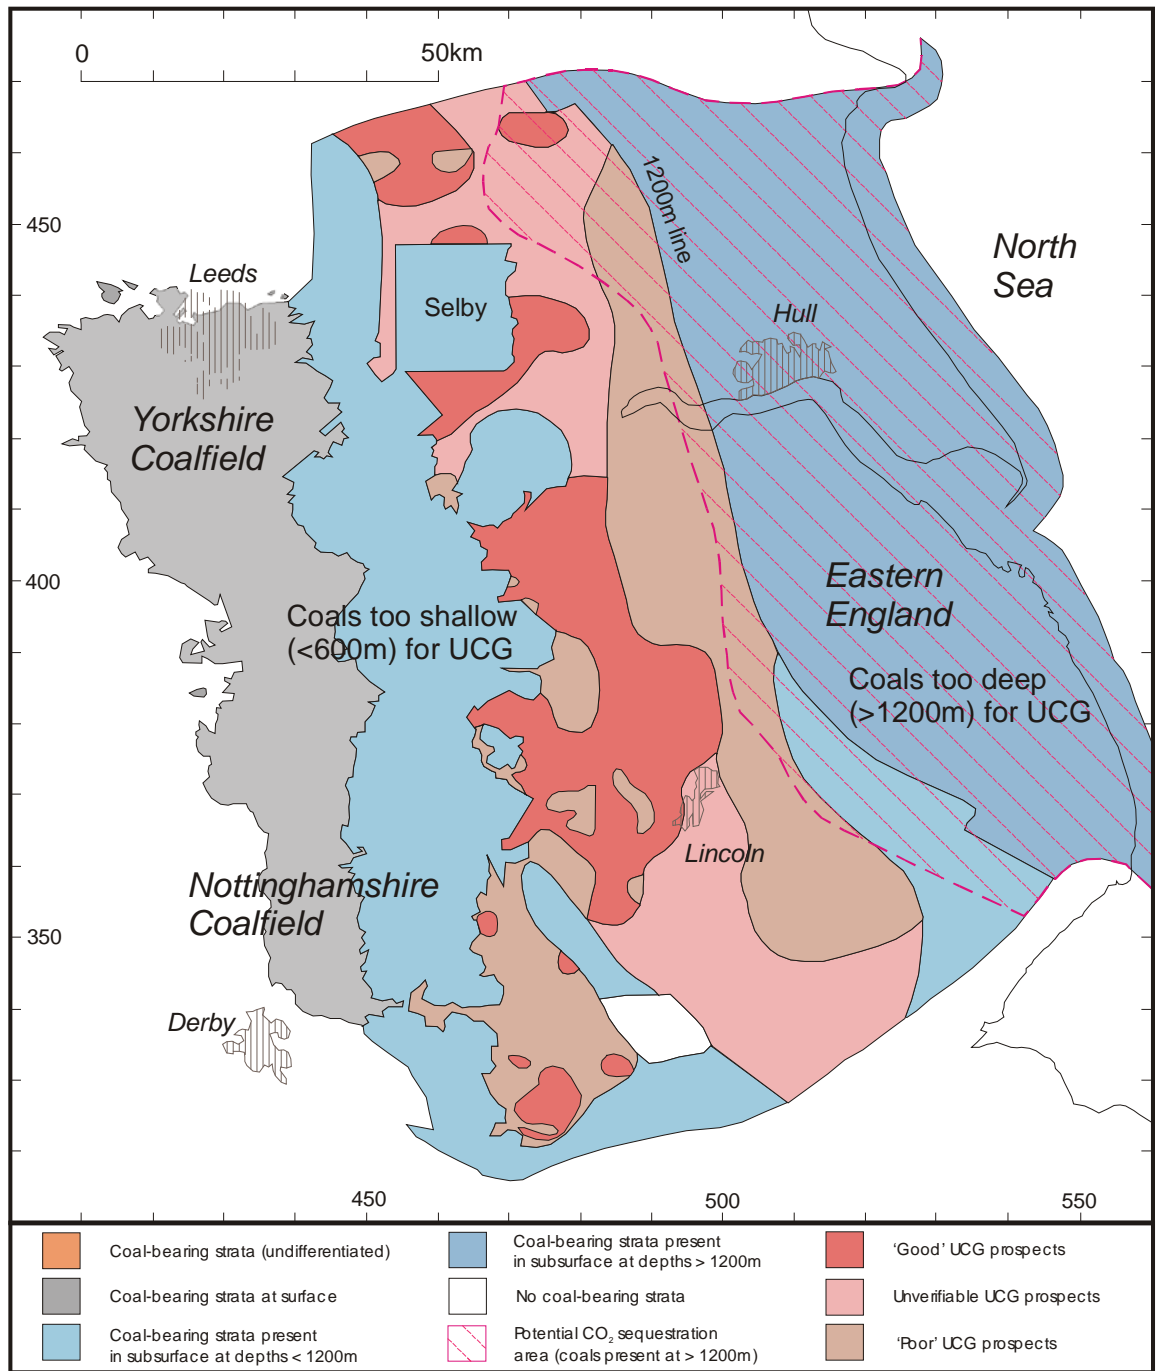 0
50km
450
400
350
450
500
550
1200m line
North
Sea
Leeds
Selby
Hull
Yorkshire
Coalfield
Eastern
England
Coals too shallow
(<600m) for UCG
Coals too deep
(>1200m) for UCG
Lincoln
Nottinghamshire
Coalfield
Derby
Coal-bearing strata (undifferentiated)
Coal-bearing strata at surface
Coal-bearing strata present
in subsurface at depths < 1200m
Coal-bearing strata present
in subsurface at depths > 1200m
No coal-bearing strata
Potential CO₂ sequestration
area (coals present at > 1200m)
‘Good’ UCG prospects
Unverifiable UCG prospects
‘Poor’ UCG prospects